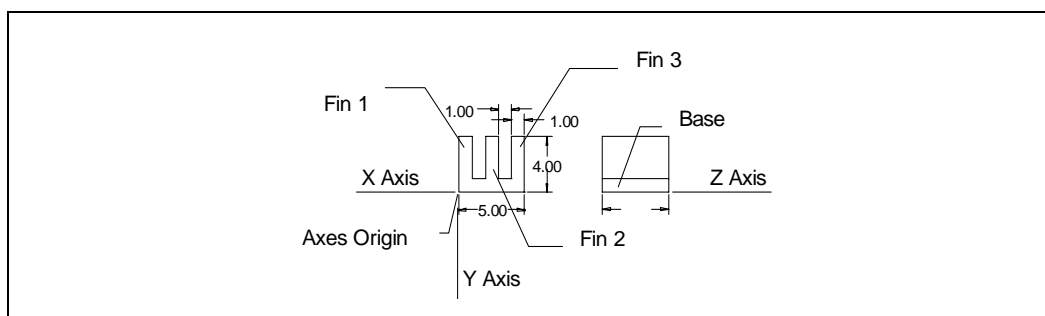 Fin 3
Fin 1
1.00
1.00
Base
4.00
X Axis
Z Axis
5.00
Axes Origin
Fin 2
Y Axis